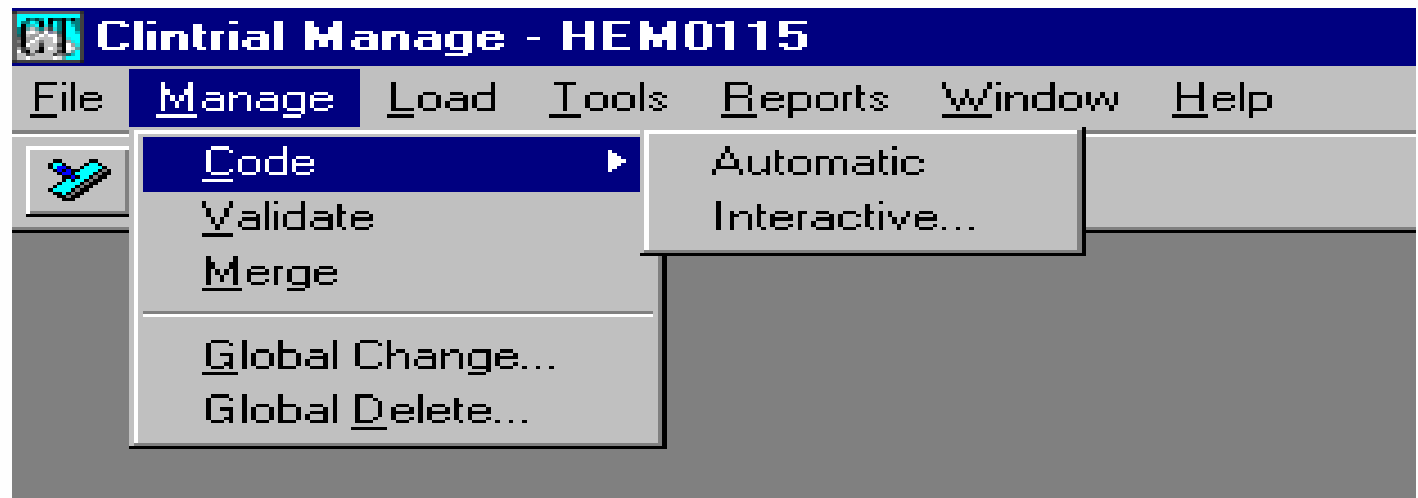 CT Clintrial Manage - HEM0115
File Manage Load Tools Reports Window Help
Code Automatic
Validate Interactive...
Merge
Global Change...
Global Delete...